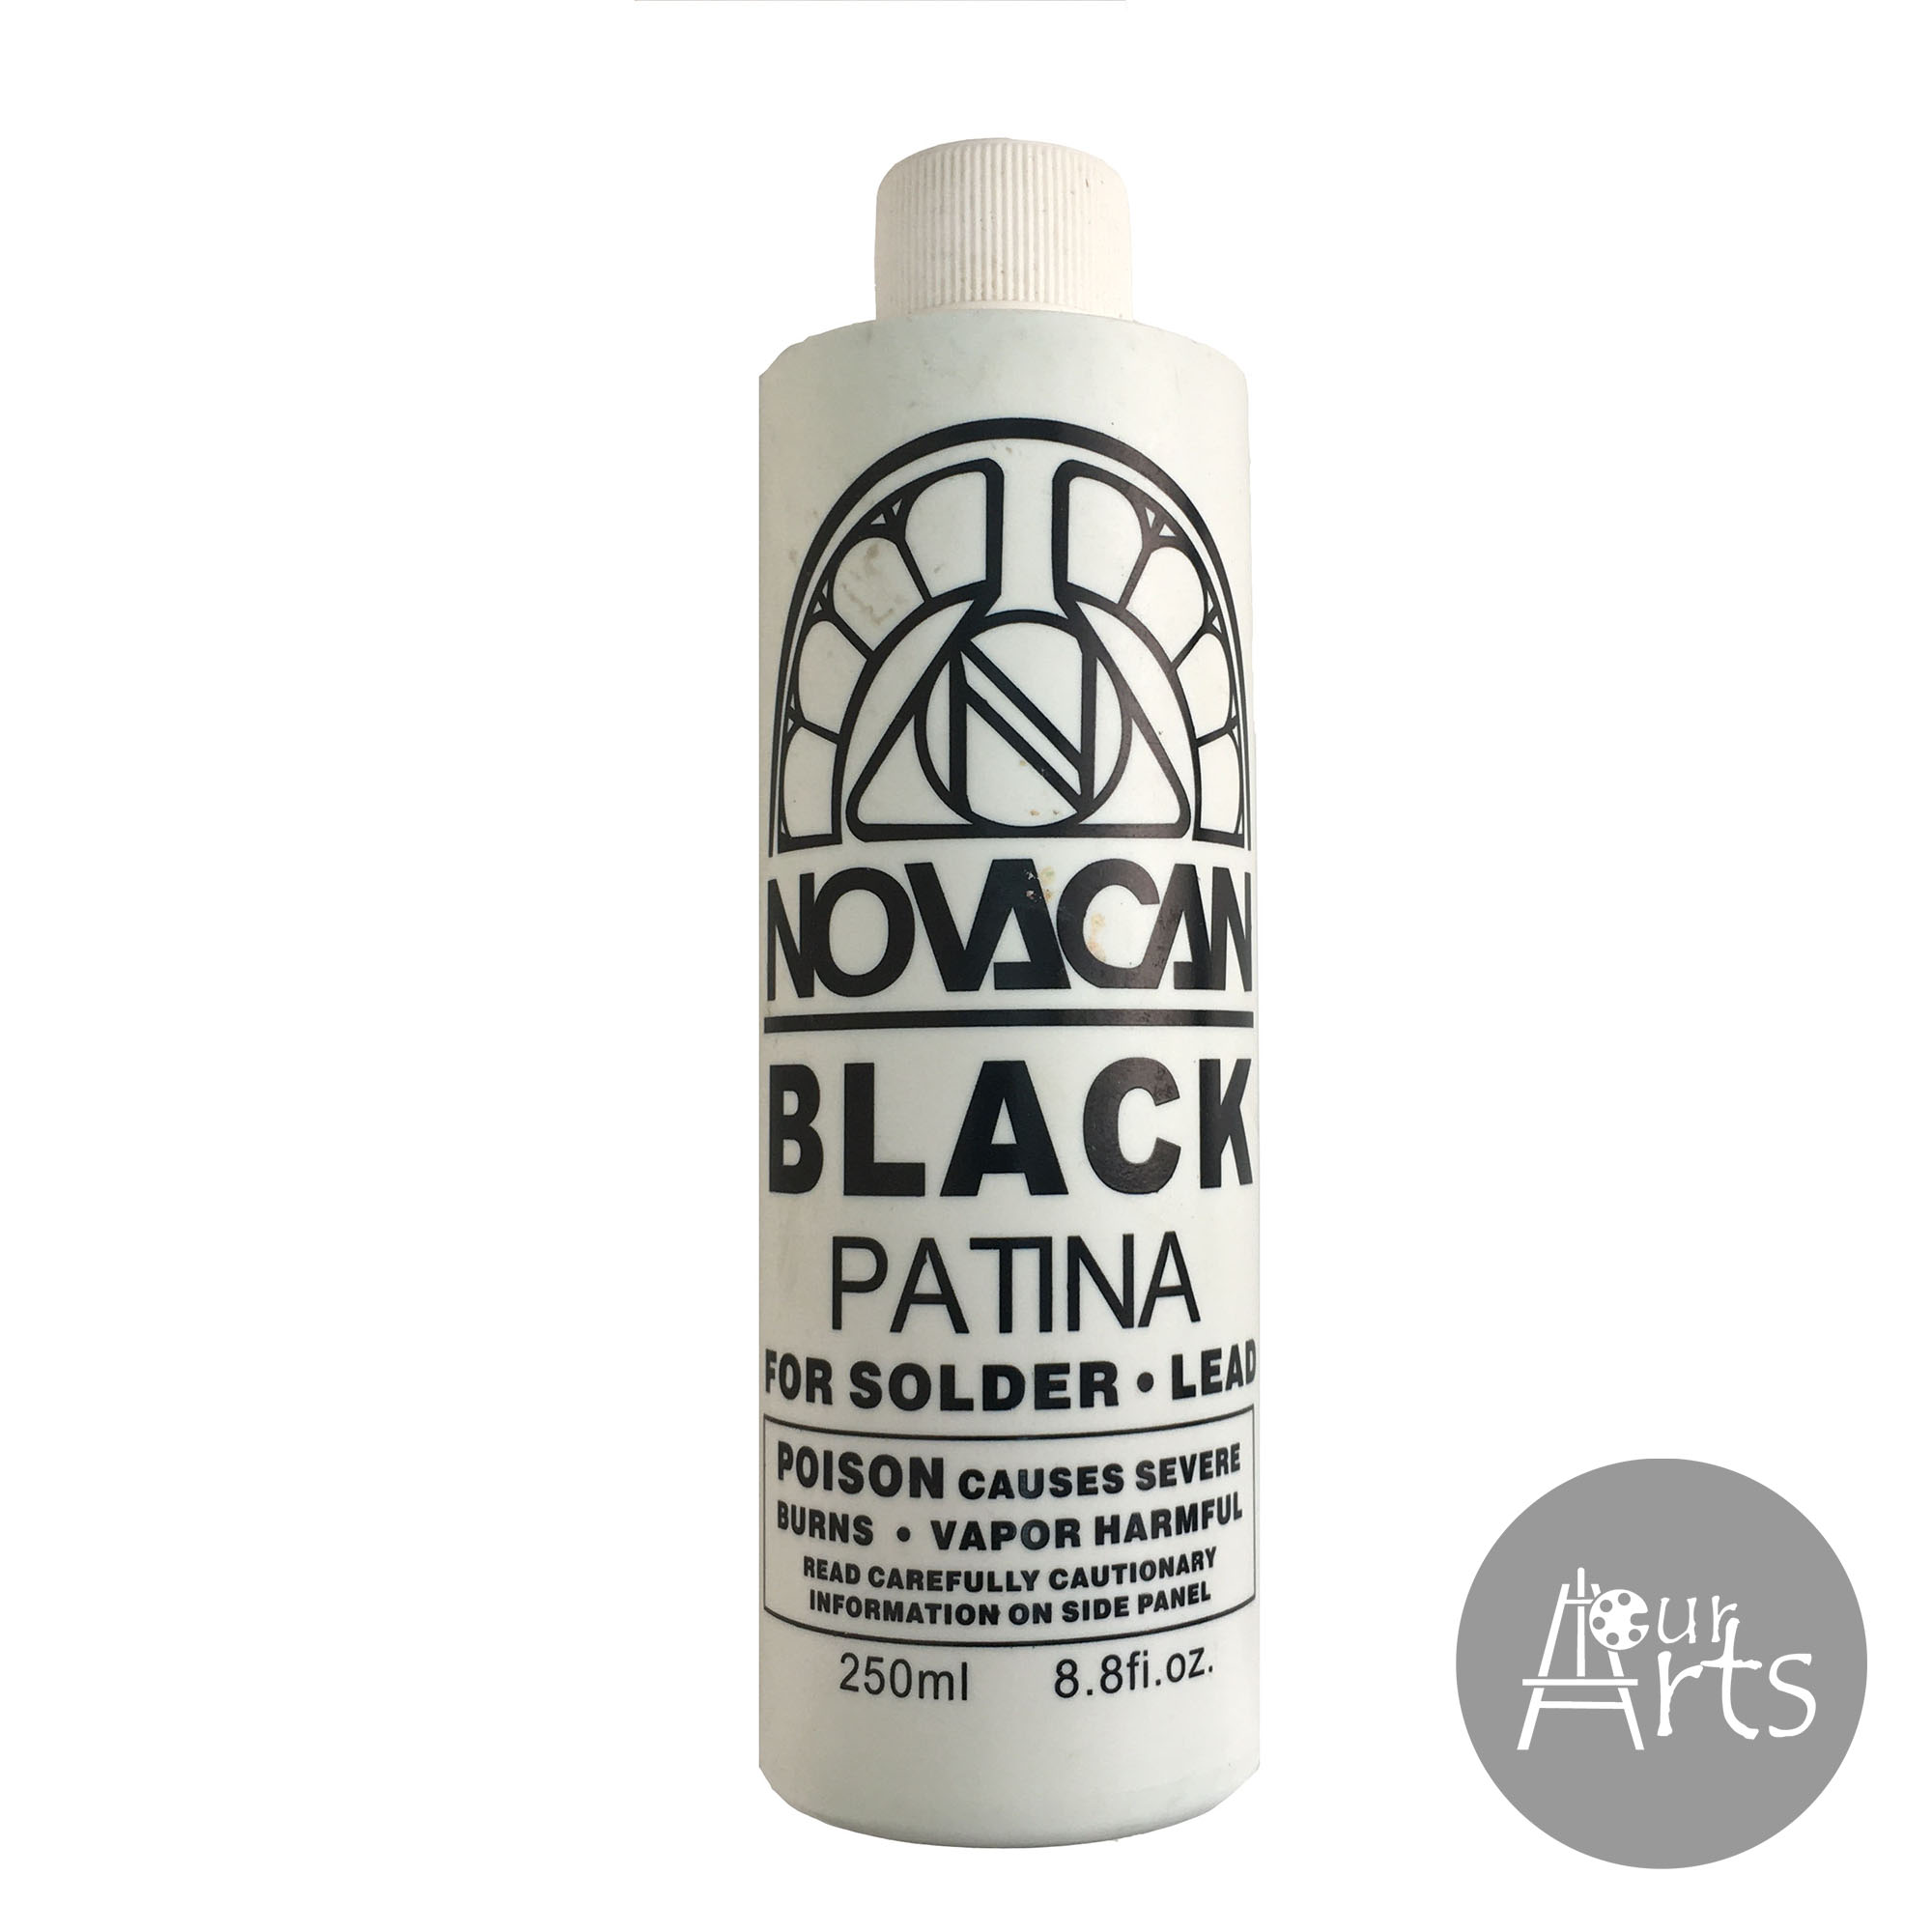 N
NOVACAN
BLACK
PATINA
FOR SOLDER • LEAD
POISON CAUSES SEVERE
BURNS • VAPOR HARMFUL
READ CAREFULLY CAUTIONARY
INFORMATION ON SIDE PANEL
250ml 8.8fi.oz.
Our
Arts